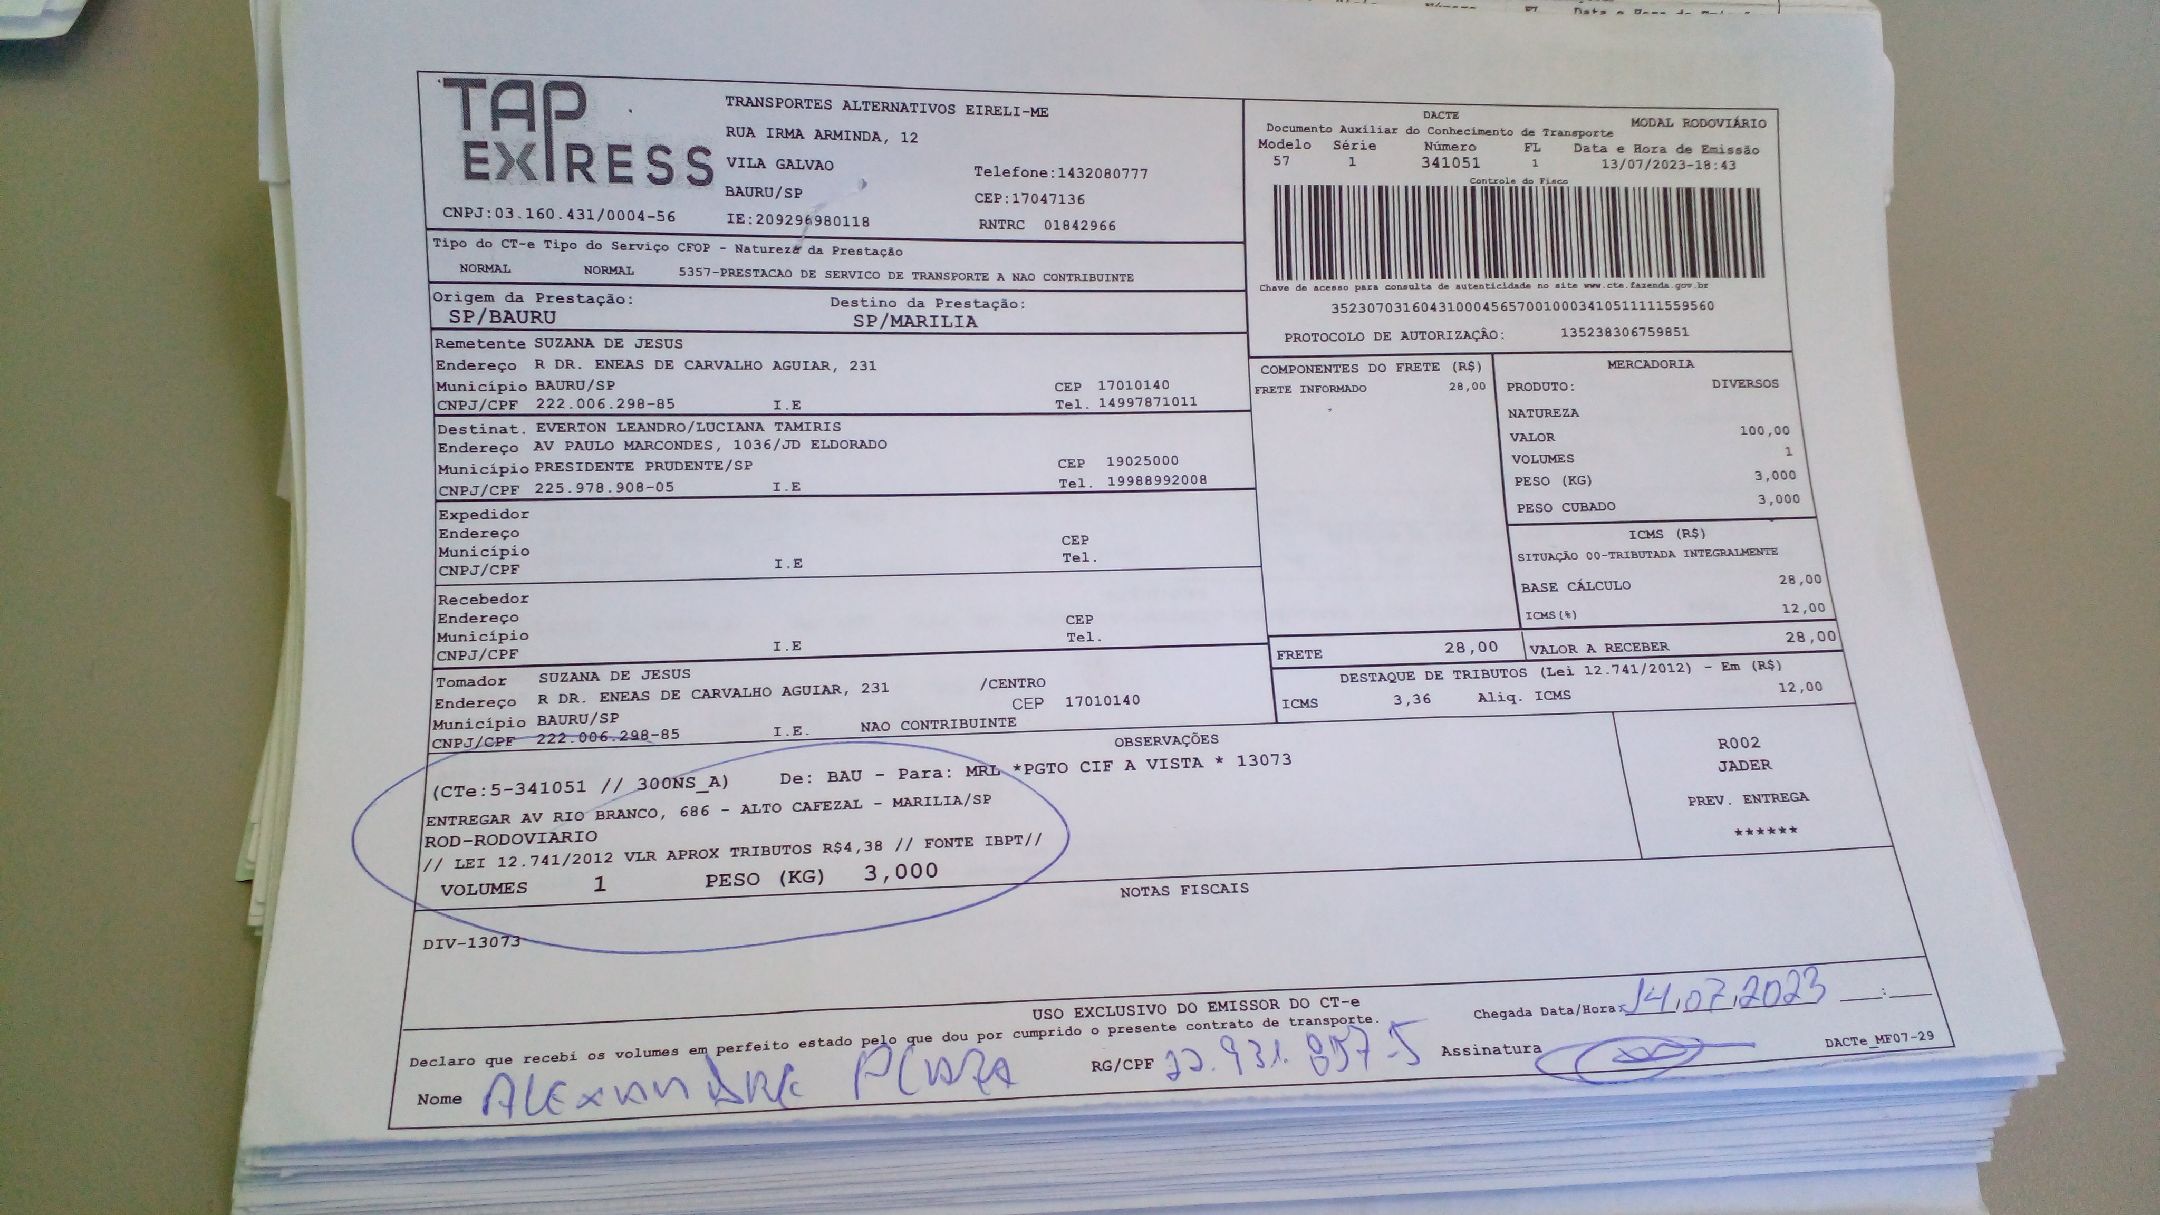 TAP
EXPRESS
CNPJ:03.160.431/0004-56
TRANSPORTES ALTERNATIVOS EIRELI-ME
RUA IRMA ARMINDA, 12
VILA GALVAO
BAURU/SP
IE:209296980118
Telefone:1432080777
CEP:17047136
RNTRC 01842966
DACTE
Documento Auxiliar do Conhecimento de Transporte
MODAL RODOVIÁRIO
Modelo Série Número FL Data e Hora de Emissão
57 1 341051 1 13/07/2023-18:43
Controle do Fisco
Chave de acesso para consulta de autenticidade no site www.cte.fazenda.gov.br
35230703160431000456570010003410511111559560
PROTOCOLO DE AUTORIZAÇÃO: 135238306759851
Tipo do CT-e Tipo do Serviço CFOP - Natureza da Prestação
NORMAL NORMAL 5357-PRESTACAO DE SERVICO DE TRANSPORTE A NAO CONTRIBUINTE
Origem da Prestação: Destino da Prestação:
SP/BAURU SP/MARILIA
Remetente SUZANA DE JESUS
Endereço R DR. ENEAS DE CARVALHO AGUIAR, 231
Município BAURU/SP CEP 17010140
CNPJ/CPF 222.006.298-85 I.E Tel. 14997871011
Destinat. EVERTON LEANDRO/LUCIANA TAMIRIS
Endereço AV PAULO MARCONDES, 1036/JD ELDORADO
Município PRESIDENTE PRUDENTE/SP CEP 19025000
CNPJ/CPF 225.978.908-05 I.E Tel. 19988992008
Expedidor
Endereço
Município CEP
CNPJ/CPF I.E Tel.
Recebedor
Endereço
Município CEP
CNPJ/CPF I.E Tel.
Tomador SUZANA DE JESUS
Endereço R DR. ENEAS DE CARVALHO AGUIAR, 231 /CENTRO
Município BAURU/SP CEP 17010140
CNPJ/CPF 222.006.298-85 I.E. NAO CONTRIBUINTE
COMPONENTES DO FRETE (R$)
FRETE INFORMADO 28,00
MERCADORIA
PRODUTO: DIVERSOS
NATUREZA
VALOR 100,00
VOLUMES 1
PESO (KG) 3,000
PESO CUBADO 3,000
ICMS (R$)
SITUAÇÃO 00-TRIBUTADA INTEGRALMENTE
BASE CÁLCULO 28,00
ICMS(%) 12,00
FRETE 28,00 VALOR A RECEBER 28,00
DESTAQUE DE TRIBUTOS (Lei 12.741/2012) - Em (R$)
ICMS 3,36 Aliq. ICMS 12,00
OBSERVAÇÕES
(CTe:5-341051 // 300NS_A) De: BAU - Para: MRL *PGTO CIF A VISTA * 13073
ENTREGAR AV RIO BRANCO, 686 - ALTO CAFEZAL - MARILIA/SP
ROD-RODOVIARIO
// LEI 12.741/2012 VLR APROX TRIBUTOS R$4,38 // FONTE IBPT//
VOLUMES 1 PESO (KG) 3,000
R002
JADER
PREV. ENTREGA
******
NOTAS FISCAIS
DIV-13073
USO EXCLUSIVO DO EMISSOR DO CT-e
Declaro que recebi os volumes em perfeito estado pelo que dou por cumprido o presente contrato de transporte.
Chegada Data/Hora: 14/07/2023 ___:___
Nome ALEXANDRE RG/CPF Assinatura
DACTe_MF07-29